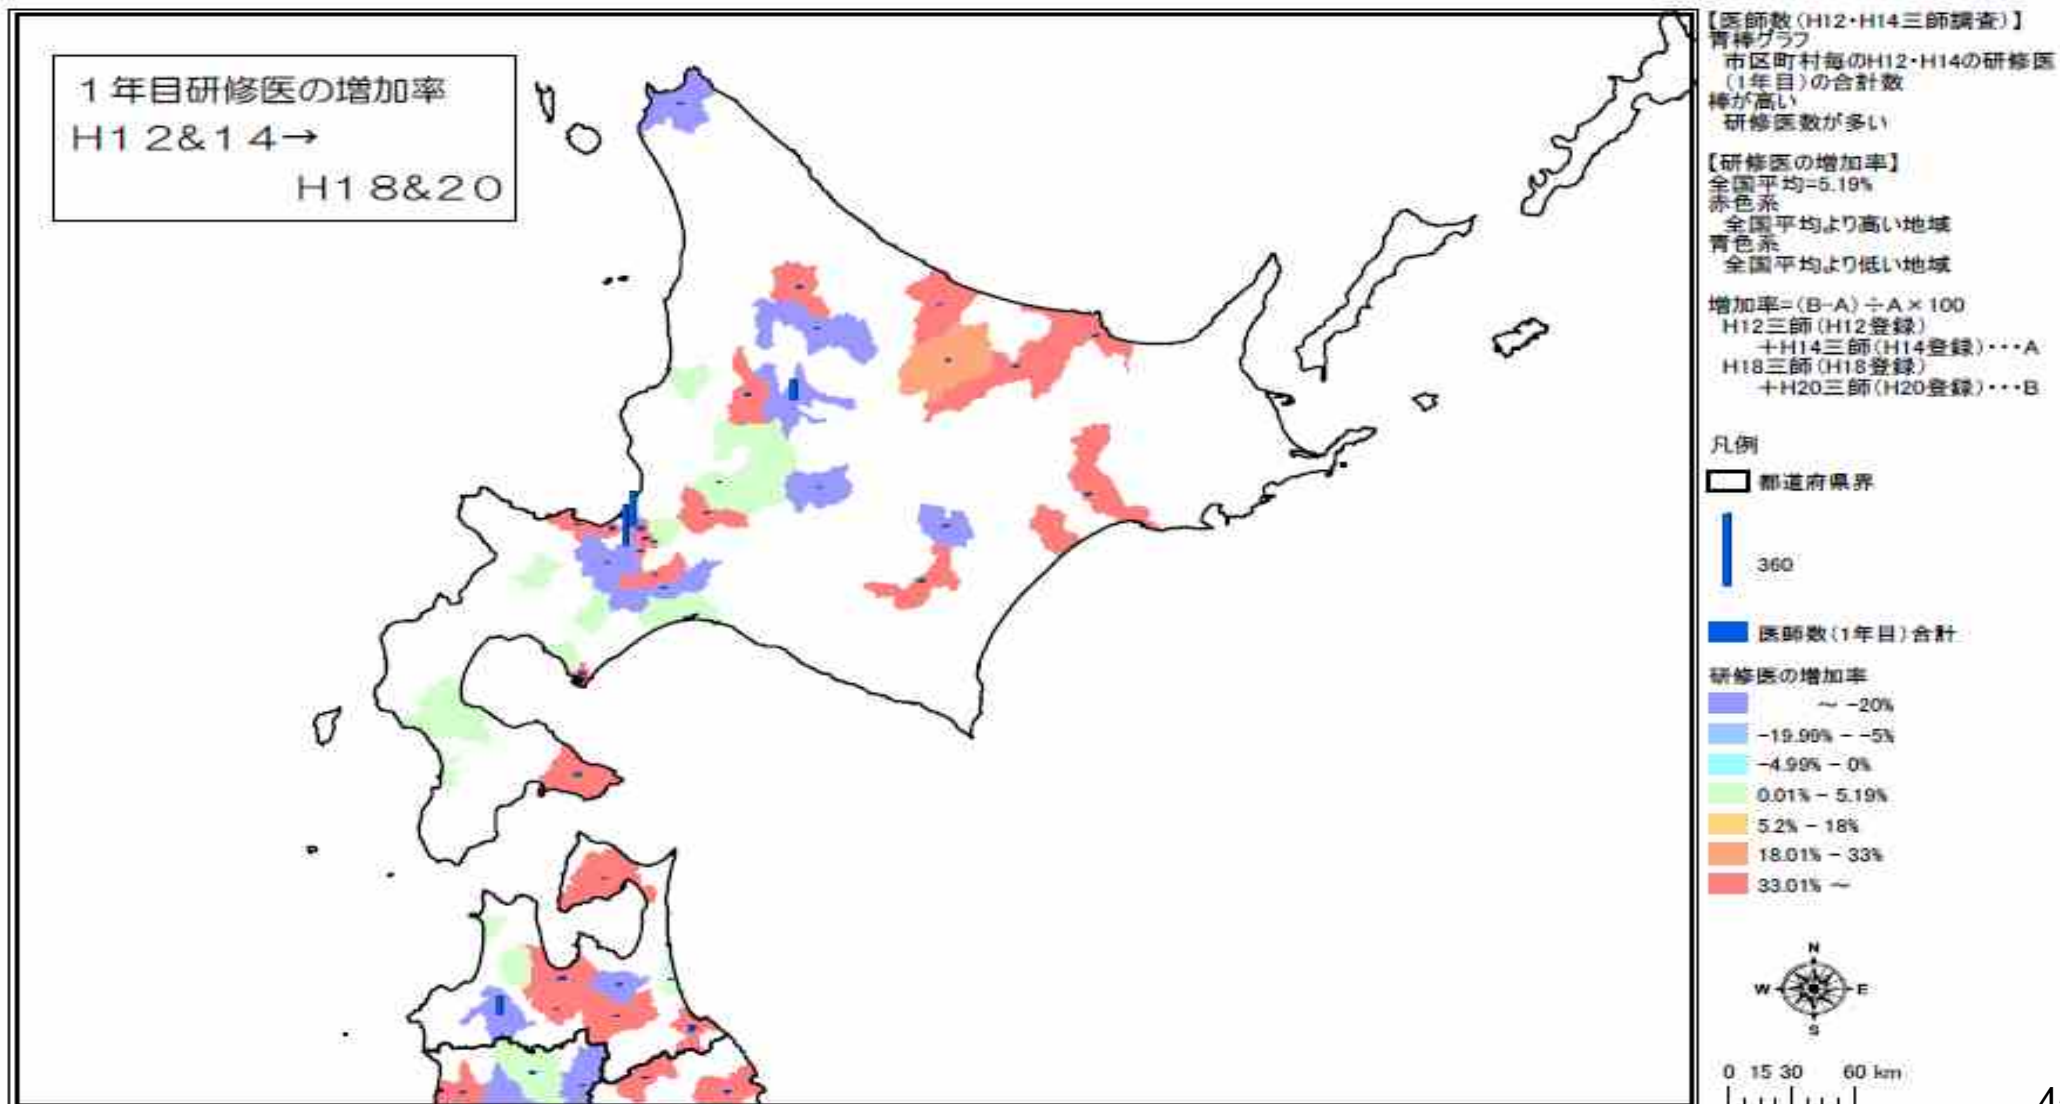 1年目研修医の増加率
H12&14→
H18&20
【医師数(H12・H14三師調査)】
青棒グラフ
市区町村毎のH12・H14の研修医
(1年目)の合計数
棒が高い
研修医数が多い
【研修医の増加率】
全国平均=5.19%
赤色系
全国平均より高い地域
青色系
全国平均より低い地域
増加率=(B-A)÷A×100
H12三師(H12登録)
+H14三師(H14登録)・・・A
H18三師(H18登録)
+H20三師(H20登録)・・・B
凡例
都道府県界
360
医師数(1年目)合計
研修医の増加率
~ -20%
-19.99% - -5%
-4.99% - 0%
0.01% - 5.19%
5.2% - 18%
18.01% - 33%
33.01% ~
N
W E
S
0 15 30 60 km
4